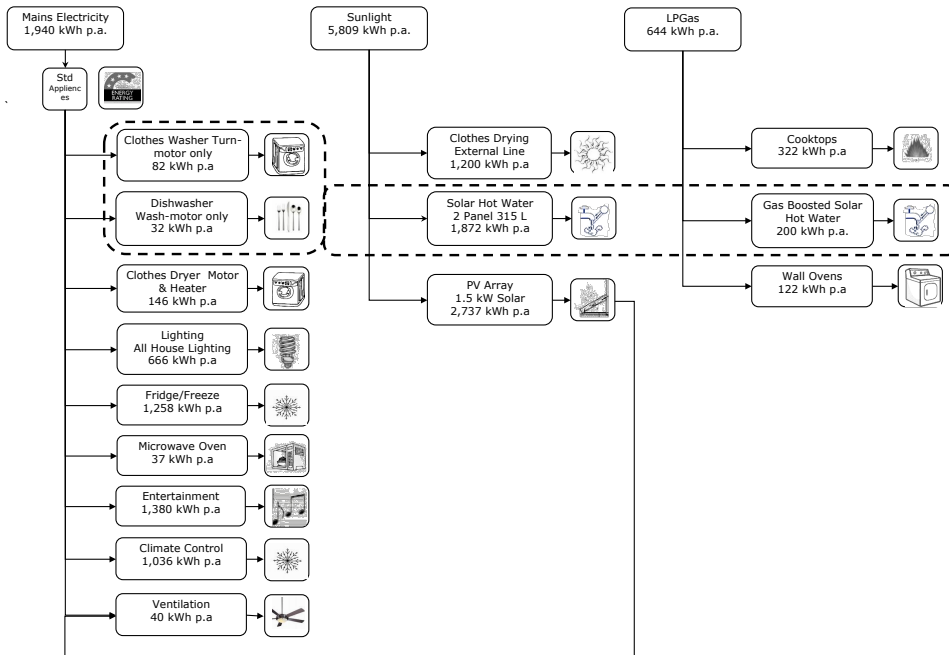 Mains Electricity
1,940 kWh p.a.
Sunlight
5,809 kWh p.a.
LPGas
644 kWh p.a.
Std
Applienc
es
ENERGY
RATING
Clothes Washer Turn-
motor only
82 kWh p.a
Dishwasher
Wash-motor only
32 kWh p.a
Clothes Dryer Motor
& Heater
146 kWh p.a
Lighting
All House Lighting
666 kWh p.a
Fridge/Freeze
1,258 kWh p.a
Microwave Oven
37 kWh p.a
Entertainment
1,380 kWh p.a
Climate Control
1,036 kWh p.a
Ventilation
40 kWh p.a
Clothes Drying
External Line
1,200 kWh p.a
Solar Hot Water
2 Panel 315 L
1,872 kWh p.a
PV Array
1.5 kW Solar
2,737 kWh p.a
Cooktops
322 kWh p.a
Gas Boosted Solar
Hot Water
200 kWh p.a.
Wall Ovens
122 kWh p.a